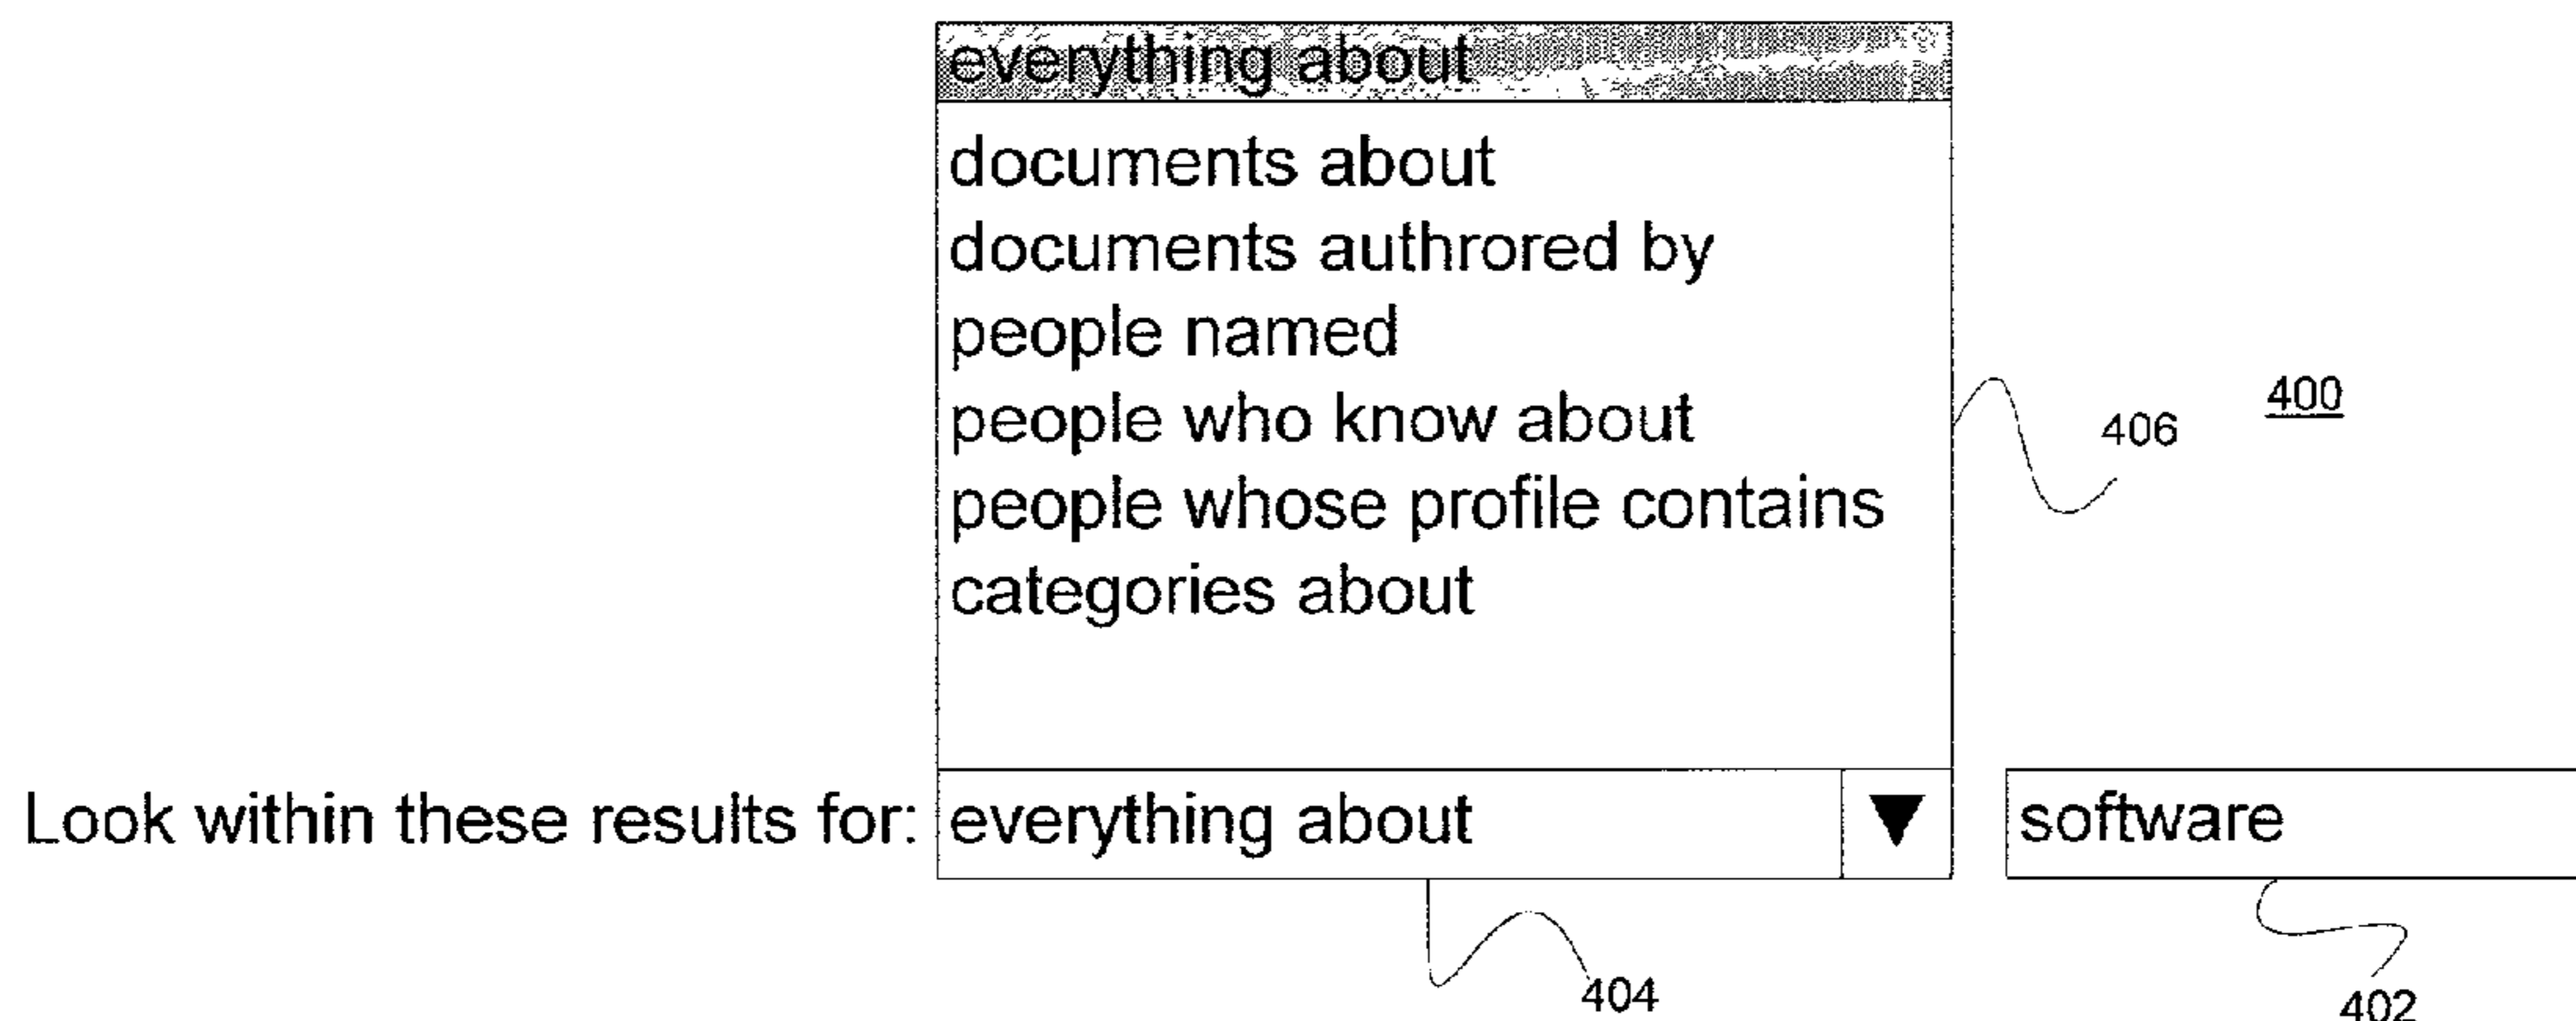 everything about
documents about
documents authrored by
people named
people who know about
people whose profile contains
categories about
406
400
Look within these results for: everything about ▼ software
404
402